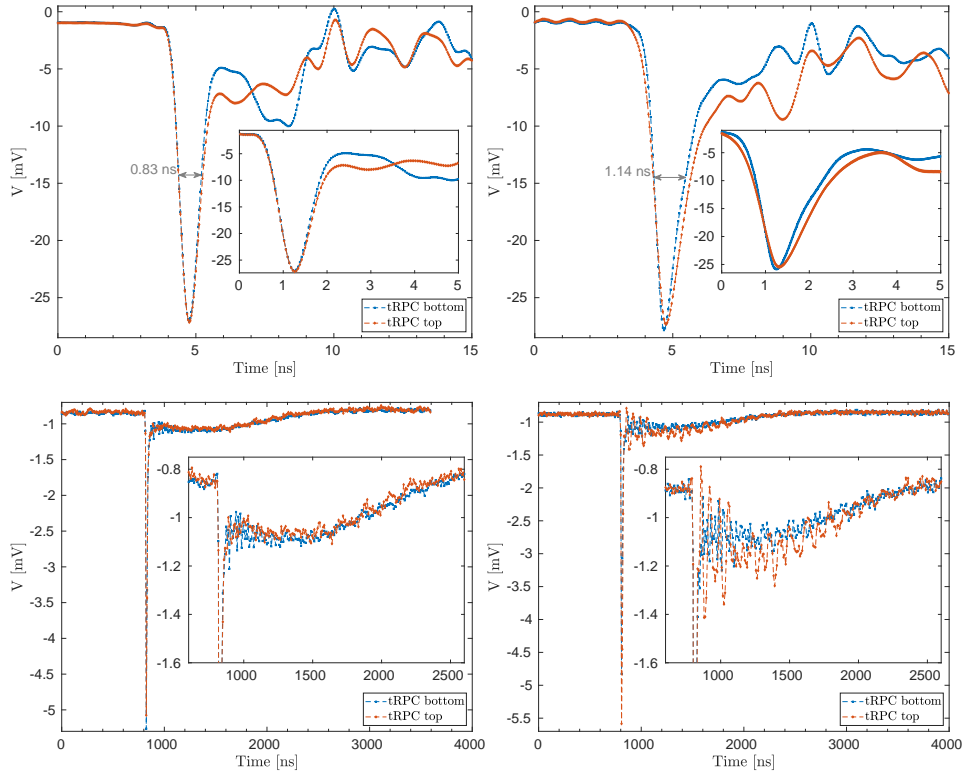 0
-5
-10
-15
-20
-25
V [mV]
0.83 ns
-5
-10
-15
-20
-25
0 1 2 3 4 5
tRPC bottom
tRPC top
0 5 10 15
Time [ns]
0
-5
-10
-15
-20
-25
V [mV]
1.14 ns
-5
-10
-15
-20
-25
0 1 2 3 4 5
tRPC bottom
tRPC top
0 5 10 15
Time [ns]
-1
-1.5
-2
-2.5
-3
-3.5
-4
-4.5
-5
V [mV]
-0.8
-1
-1.2
-1.4
-1.6
1000 1500 2000 2500
tRPC bottom
tRPC top
0 1000 2000 3000 4000
Time [ns]
-1
-1.5
-2
-2.5
-3
-3.5
-4
-4.5
-5
-5.5
V [mV]
-0.8
-1
-1.2
-1.4
-1.6
1000 1500 2000 2500
tRPC bottom
tRPC top
0 1000 2000 3000 4000
Time [ns]